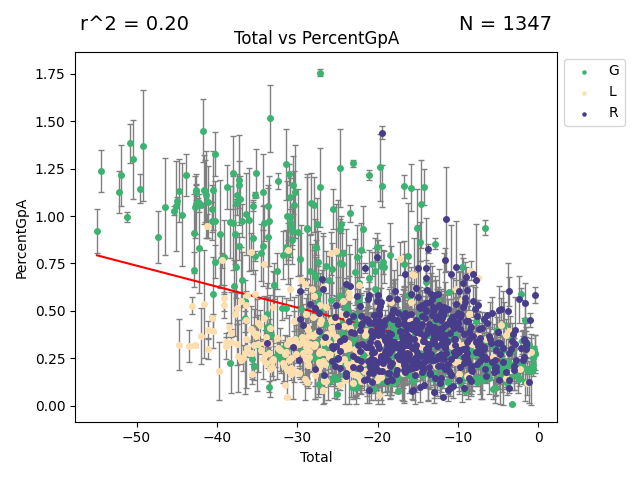 r^2 = 0.20 N = 1347
Total vs PercentGpA
G
L
R
1.75
1.50
1.25
1.00
0.75
0.50
0.25
0.00
PercentGpA
−50 −40 −30 −20 −10 0
Total